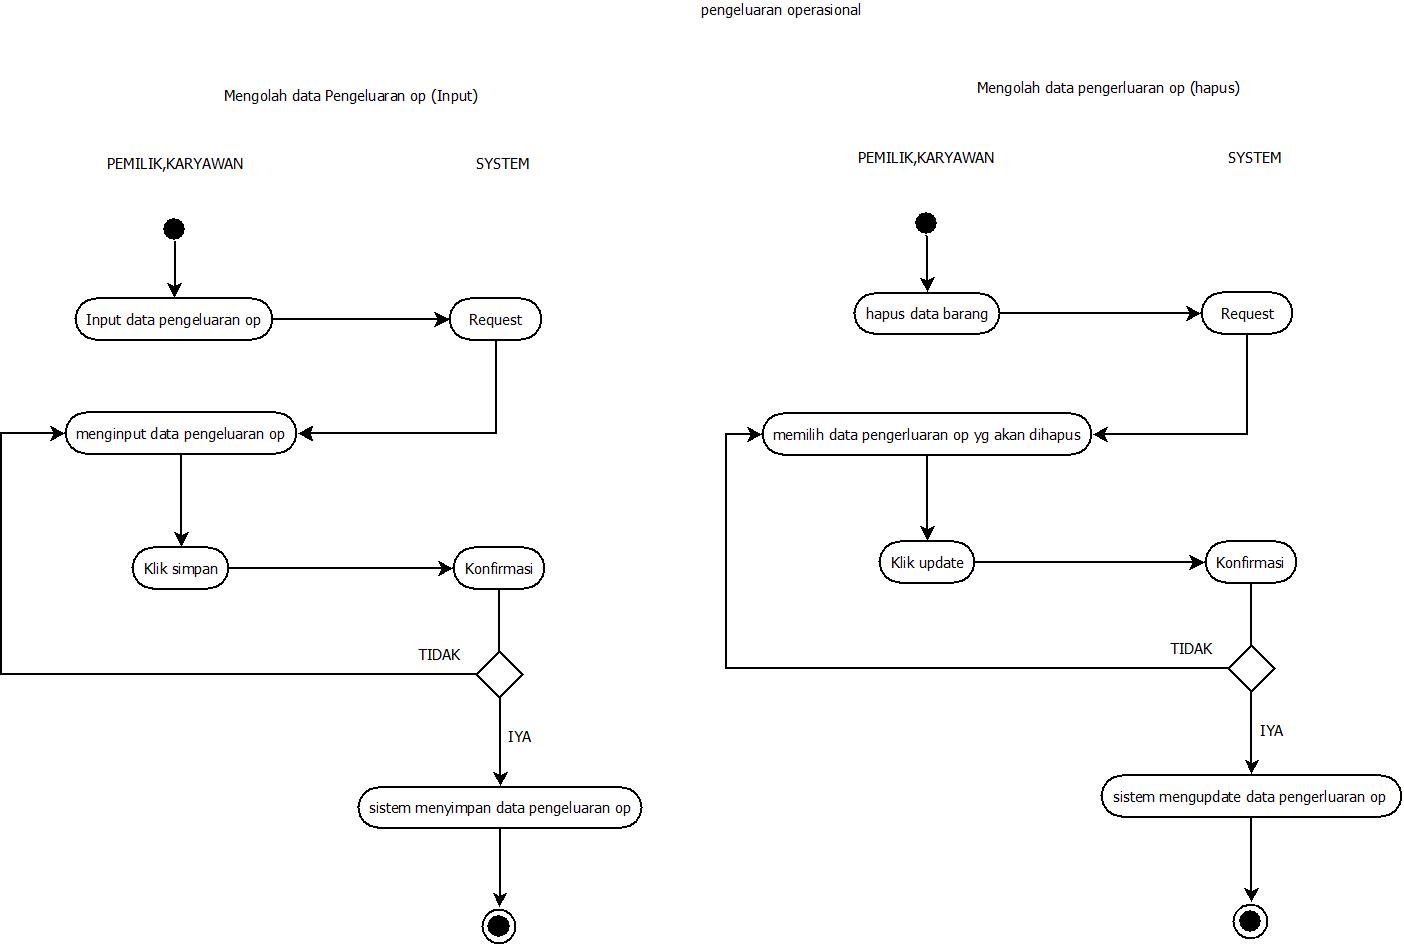 pengeluaran operasional
Mengolah data Pengeluaran op (Input)
PEMILIK,KARYAWAN
SYSTEM
Input data pengeluaran op
Request
menginput data pengeluaran op
Klik simpan
Konfirmasi
TIDAK
IYA
sistem menyimpan data pengeluaran op
Mengolah data pengerluaran op (hapus)
PEMILIK,KARYAWAN
SYSTEM
hapus data barang
Request
memilih data pengerluaran op yg akan dihapus
Klik update
Konfirmasi
TIDAK
IYA
sistem mengupdate data pengerluaran op